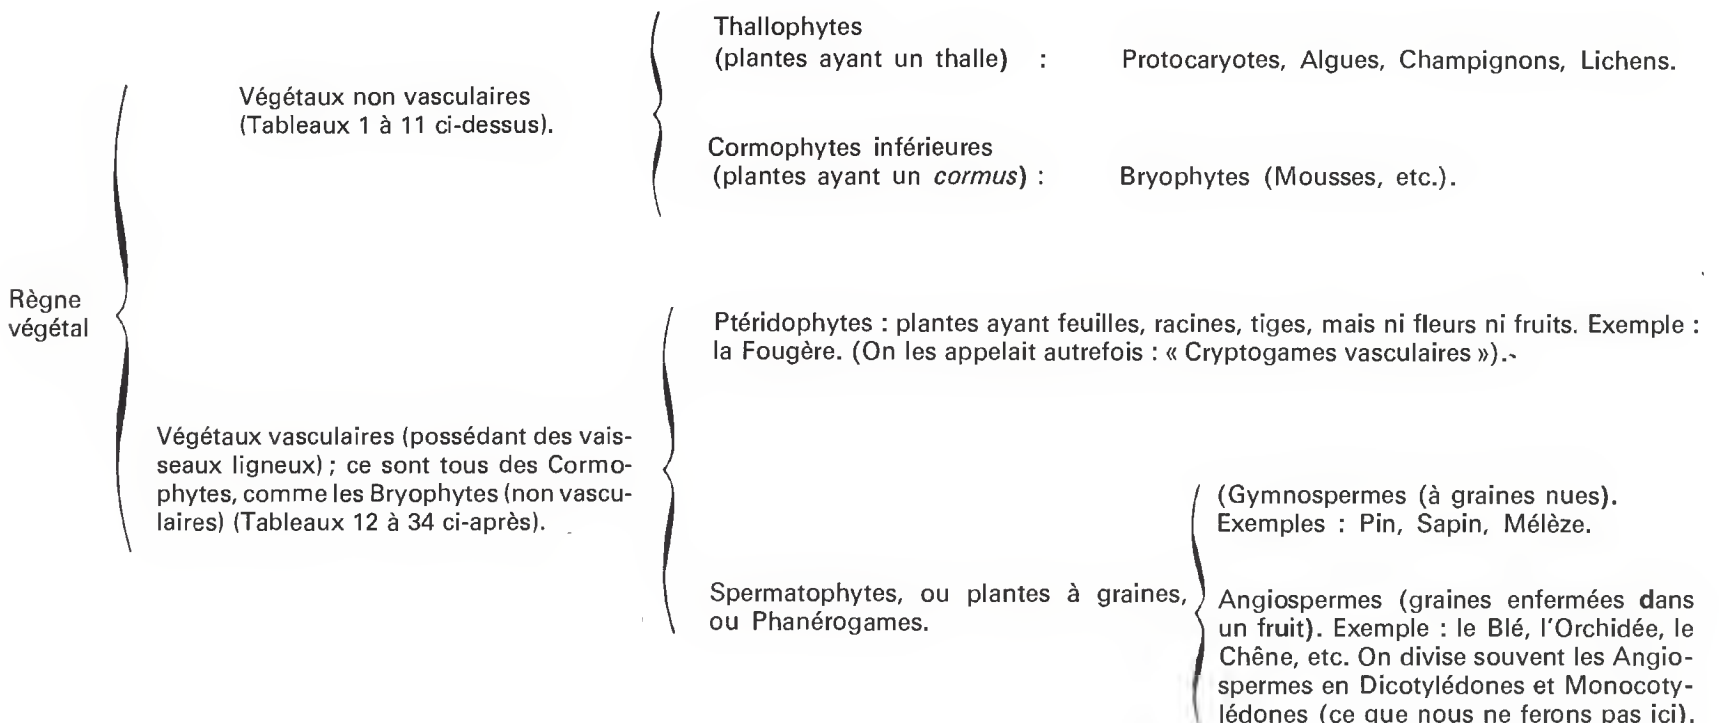 Règne
végétal
Végétaux non vasculaires
(Tableaux 1 à 11 ci-dessus).
Thallophytes
(plantes ayant un thalle) : Protocaryotes, Algues, Champignons, Lichens.
Cormophytes inférieures
(plantes ayant un cormus) : Bryophytes (Mousses, etc.).
Végétaux vasculaires (possédant des vais-
seaux ligneux) ; ce sont tous des Cormo-
phytes, comme les Bryophytes (non vascu-
laires) (Tableaux 12 à 34 ci-après).
Ptéridophytes : plantes ayant feuilles, racines, tiges, mais ni fleurs ni fruits. Exemple :
la Fougère. (On les appelait autrefois : « Cryptogames vasculaires »).
Spermatophytes, ou plantes à graines,
ou Phanérogames.
(Gymnospermes (à graines nues).
Exemples : Pin, Sapin, Mélèze.
Angiospermes (graines enfermées dans
un fruit). Exemple : le Blé, l'Orchidée, le
Chêne, etc. On divise souvent les Angio-
spermes en Dicotylédones et Monocoty-
lédones (ce que nous ne ferons pas ici).